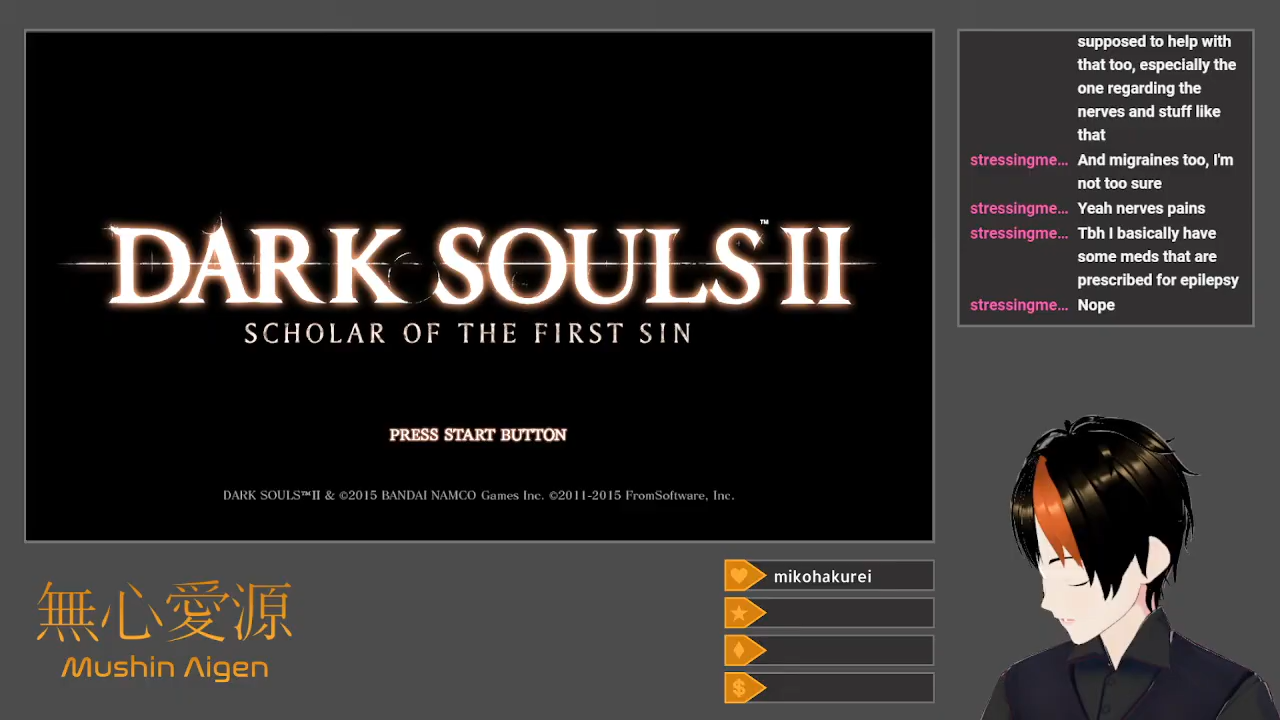 DARK SOULS™ II
SCHOLAR OF THE FIRST SIN
PRESS START BUTTON
DARK SOULS™II & ©2015 BANDAI NAMCO Games Inc. ©2011-2015 FromSoftware, Inc.
supposed to help with
that too, especially the
one regarding the
nerves and stuff like
that
stressingme... And migraines too, I'm
not too sure
stressingme... Yeah nerves pains
stressingme... Tbh I basically have
some meds that are
prescribed for epilepsy
stressingme... Nope
無心愛源
Mushin Aigen
mikohakurei
$